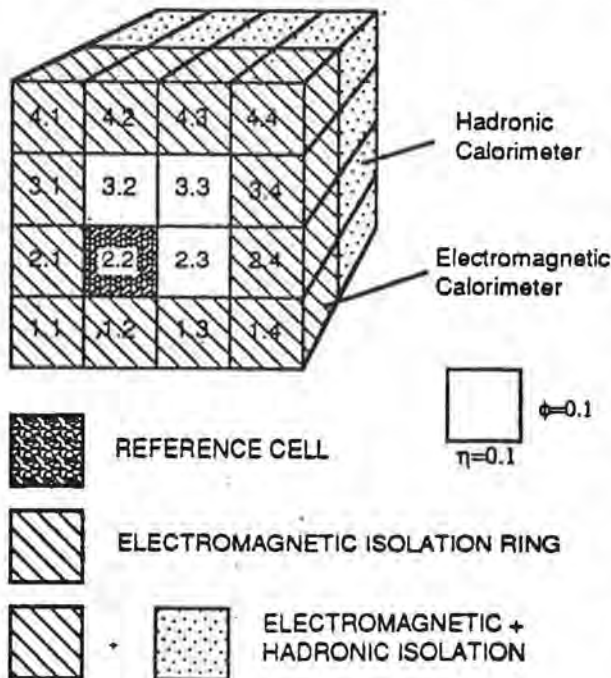 4.1 4.2 4.3 4.4
3.1 3.2 3.3 3.4
2.1 2.2 2.3 2.4
1.1 1.2 1.3 1.4
Hadronic
Calorimeter
Electromagnetic
Calorimeter
ϕ=0.1
η=0.1
REFERENCE CELL
ELECTROMAGNETIC ISOLATION RING
+
ELECTROMAGNETIC +
HADRONIC ISOLATION